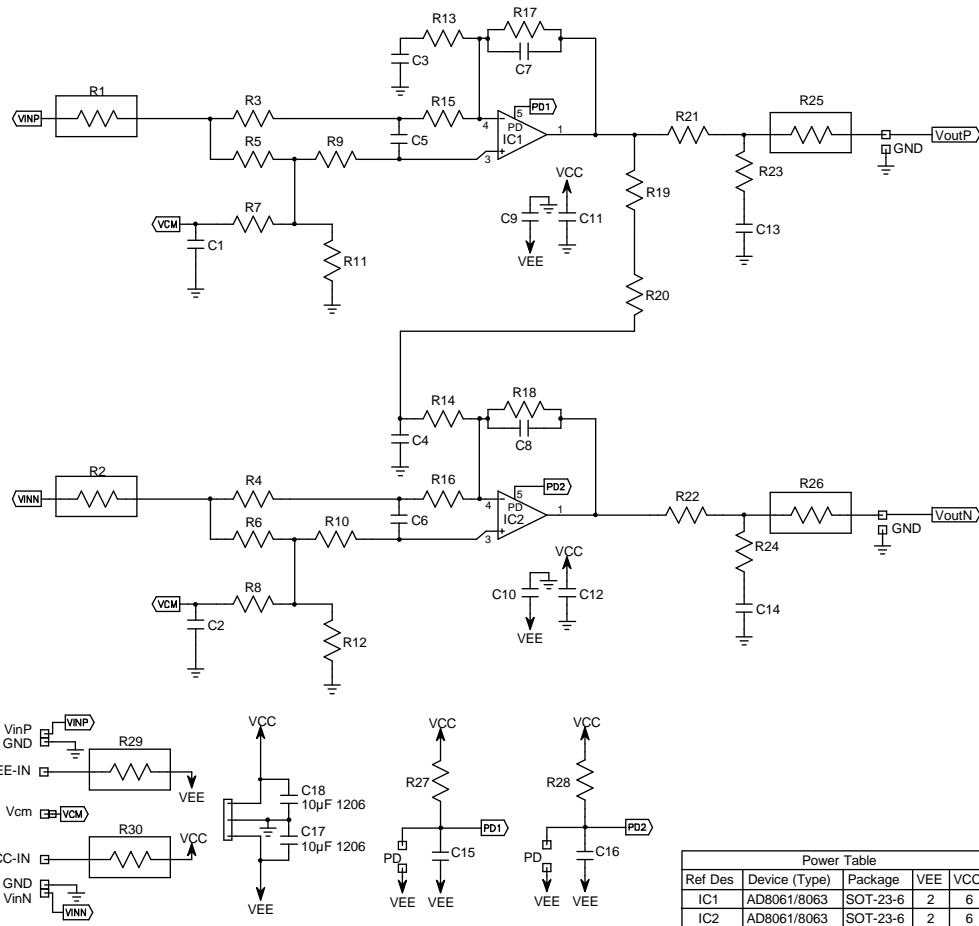 R17
R13
C3
C7
R1
R3
R15
PD1
VINP
5
4
PD
IC1
1
C5
3
R5
R9
R21
R25
VoutP
GND
R23
R19
VCC
VCM
R7
C9
C11
C13
C1
R11
VEE
R20
R18
R14
C4
C8
R2
R4
R16
PD2
VINN
5
4
PD
IC2
1
C6
3
R6
R10
R22
R26
VoutN
GND
R24
VCC
VCM
R8
C10
C12
C14
C2
R12
VEE
VinP
VINP
GND
R29
EE-IN
VEE
Vcm
VCM
R30
VCC
CC-IN
GND
VinN
VINN
VCC
C18
10µF 1206
C17
10µF 1206
VEE
VCC
R27
PD1
PD
C15
VEE VEE
VCC
R28
PD2
PD
C16
VEE VEE
Power Table
Ref Des Device (Type) Package VEE VCC
IC1 AD8061/8063 SOT-23-6 2 6
IC2 AD8061/8063 SOT-23-6 2 6